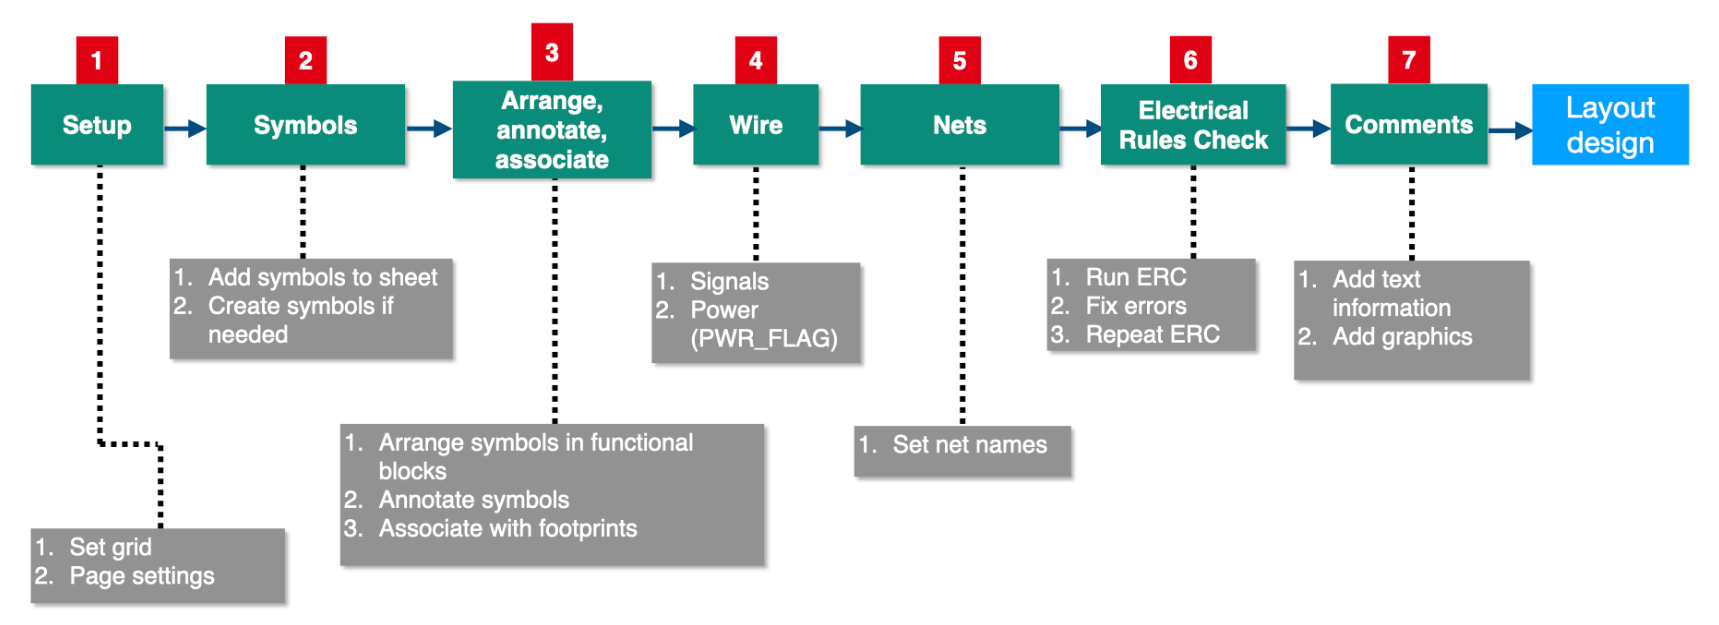 1
2
3
4
5
6
7
Setup
Symbols
Arrange,
annotate,
associate
Wire
Nets
Electrical
Rules Check
Comments
Layout
design
1. Add symbols to sheet
2. Create symbols if
needed
1. Signals
2. Power
(PWR_FLAG)
1. Run ERC
2. Fix errors
3. Repeat ERC
1. Add text
information
2. Add graphics
1. Arrange symbols in functional
blocks
2. Annotate symbols
3. Associate with footprints
1. Set net names
1. Set grid
2. Page settings